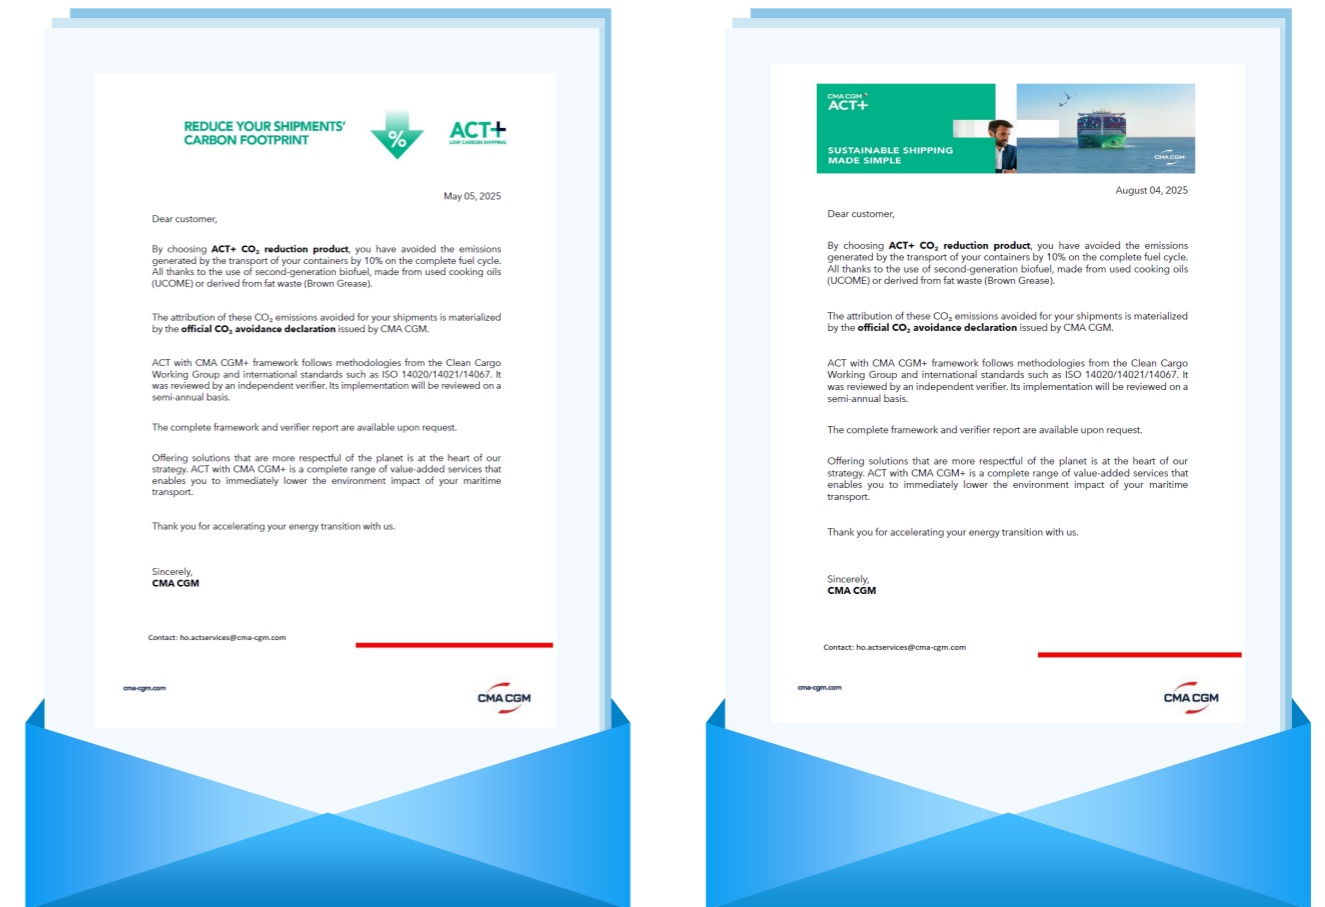 REDUCE YOUR SHIPMENTS'
CARBON FOOTPRINT
%
ACT+
LOW CARBON SHIPPING
May 05, 2025
Dear customer,
By choosing ACT+ CO₂ reduction product, you have avoided the emissions
generated by the transport of your containers by 10% on the complete fuel cycle.
All thanks to the use of second-generation biofuel, made from used cooking oils
(UCOME) or derived from fat waste (Brown Grease).
The attribution of these CO₂ emissions avoided for your shipments is materialized
by the official CO₂ avoidance declaration issued by CMA CGM.
ACT with CMA CGM+ framework follows methodologies from the Clean Cargo
Working Group and international standards such as ISO 14020/14021/14067. It
was reviewed by an independent verifier. Its implementation will be reviewed on a
semi-annual basis.
The complete framework and verifier report are available upon request.
Offering solutions that are more respectful of the planet is at the heart of our
strategy. ACT with CMA CGM+ is a complete range of value-added services that
enables you to immediately lower the environment impact of your maritime
transport.
Thank you for accelerating your energy transition with us.
Sincerely,
CMA CGM
Contact: ho.actservices@cma-cgm.com
cma-cgm.com
CMA CGM
CMA CGM
ACT+
SUSTAINABLE SHIPPING
MADE SIMPLE
CMA CGM
August 04, 2025
Dear customer,
By choosing ACT+ CO₂ reduction product, you have avoided the emissions
generated by the transport of your containers by 10% on the complete fuel cycle.
All thanks to the use of second-generation biofuel, made from used cooking oils
(UCOME) or derived from fat waste (Brown Grease).
The attribution of these CO₂ emissions avoided for your shipments is materialized
by the official CO₂ avoidance declaration issued by CMA CGM.
ACT with CMA CGM+ framework follows methodologies from the Clean Cargo
Working Group and international standards such as ISO 14020/14021/14067. It
was reviewed by an independent verifier. Its implementation will be reviewed on a
semi-annual basis.
The complete framework and verifier report are available upon request.
Offering solutions that are more respectful of the planet is at the heart of our
strategy. ACT with CMA CGM+ is a complete range of value-added services that
enables you to immediately lower the environment impact of your maritime
transport.
Thank you for accelerating your energy transition with us.
Sincerely,
CMA CGM
Contact: ho.actservices@cma-cgm.com
cma-cgm.com
CMA CGM